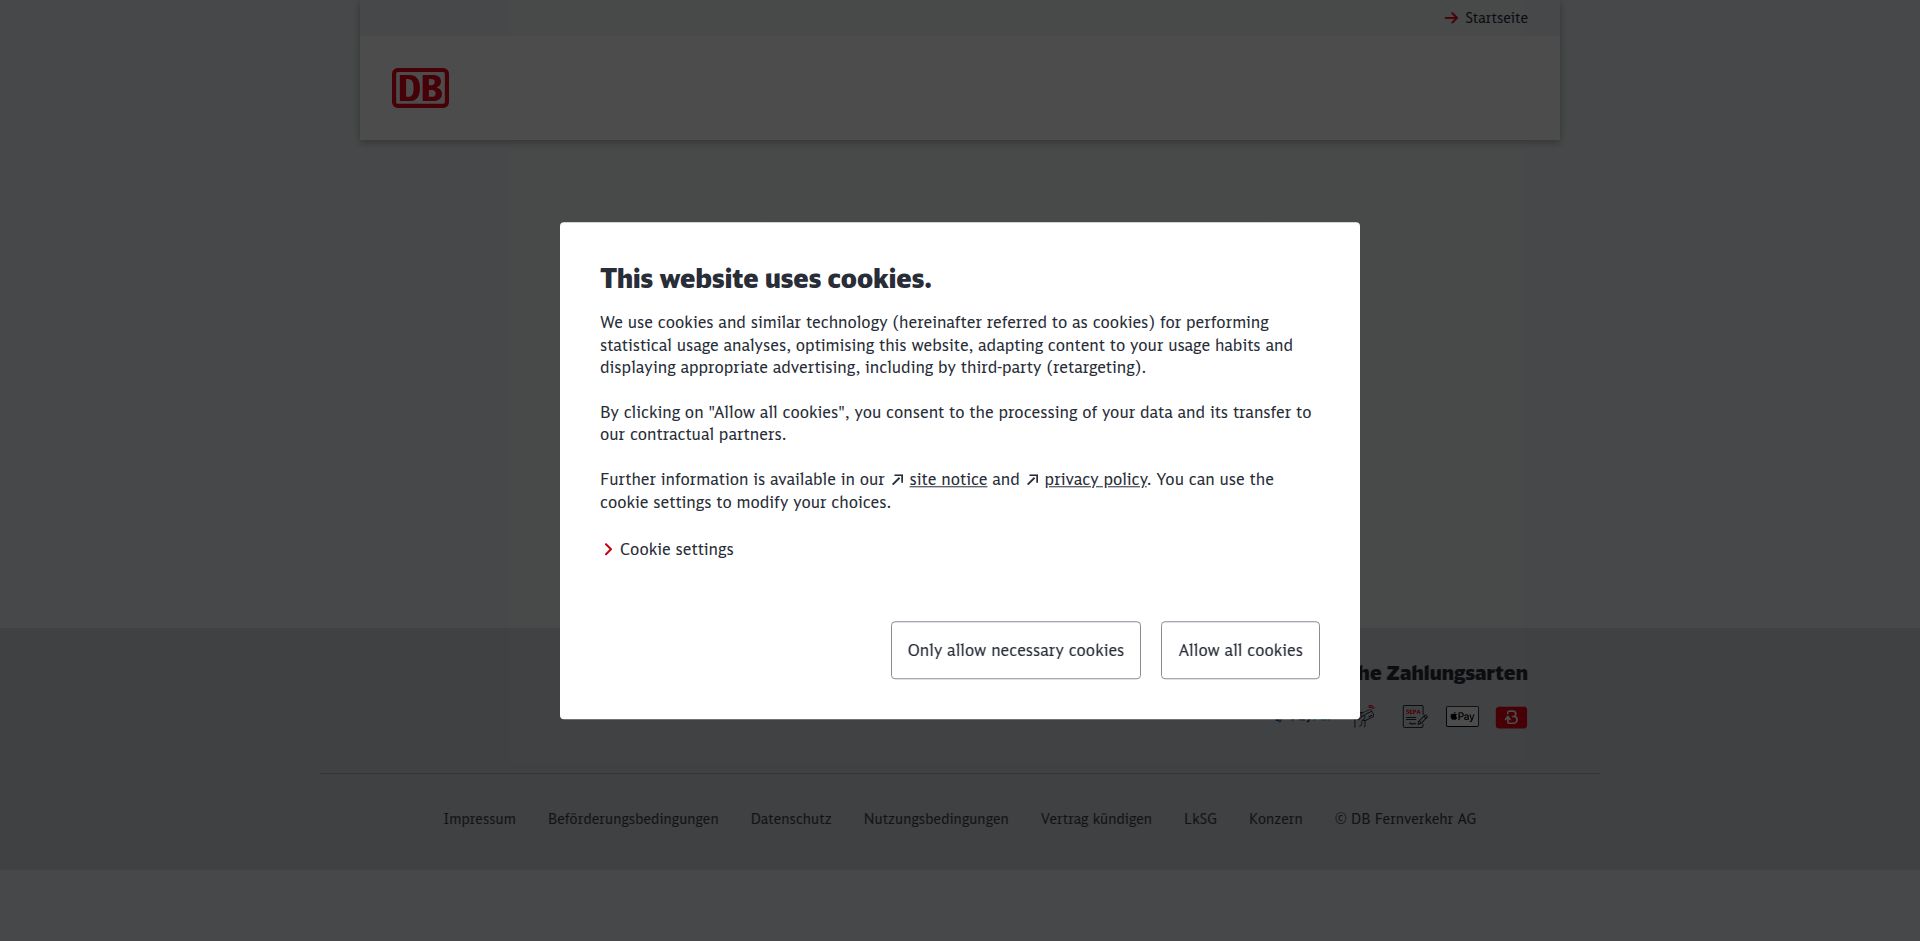 Startseite
DB
This website uses cookies.
We use cookies and similar technology (hereinafter referred to as cookies) for performing
statistical usage analyses, optimising this website, adapting content to your usage habits and
displaying appropriate advertising, including by third-party (retargeting).
By clicking on "Allow all cookies", you consent to the processing of your data and its transfer to
our contractual partners.
Further information is available in our site notice and privacy policy. You can use the
cookie settings to modify your choices.
Cookie settings
Only allow necessary cookies
Allow all cookies
he Zahlungsarten
SEPA
Pay
Impressum
Beförderungsbedingungen
Datenschutz
Nutzungsbedingungen
Vertrag kündigen
LkSG
Konzern
© DB Fernverkehr AG